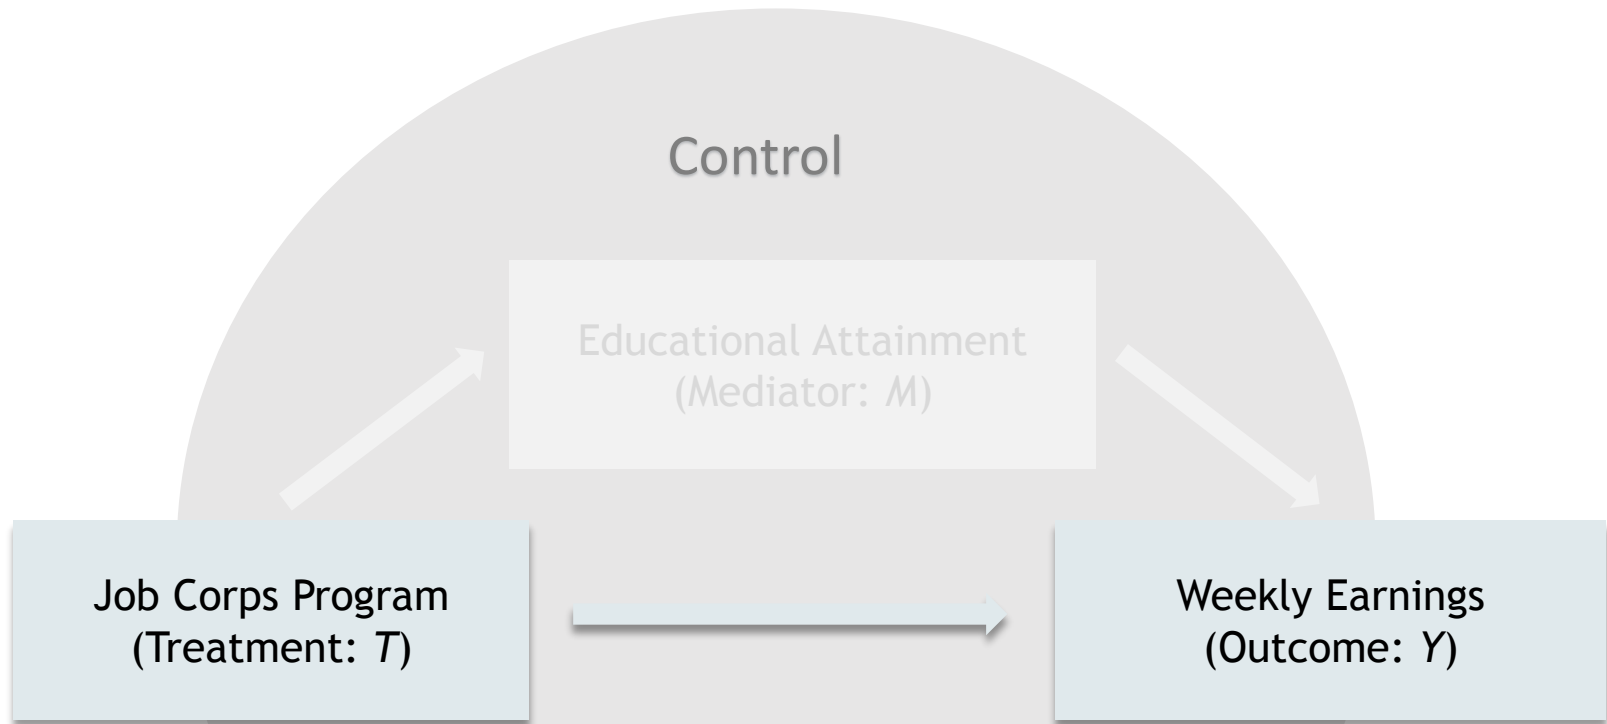 Control
Educational Attainment
(Mediator: M)
Job Corps Program
(Treatment: T)
Weekly Earnings
(Outcome: Y)